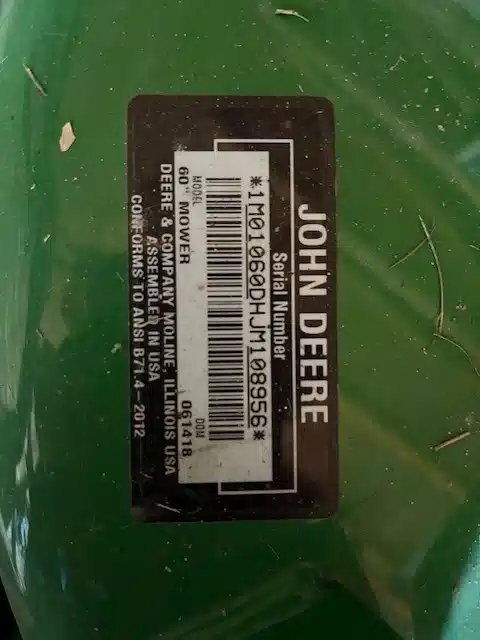 JOHN DEERE
Serial Number
*1M01060DHJM108956*
MODEL DOM
60" MOWER 061418
DEERE & COMPANY MOLINE, ILLINOIS USA
ASSEMBLED IN USA
CONFORMS TO ANSI B71.4-2012